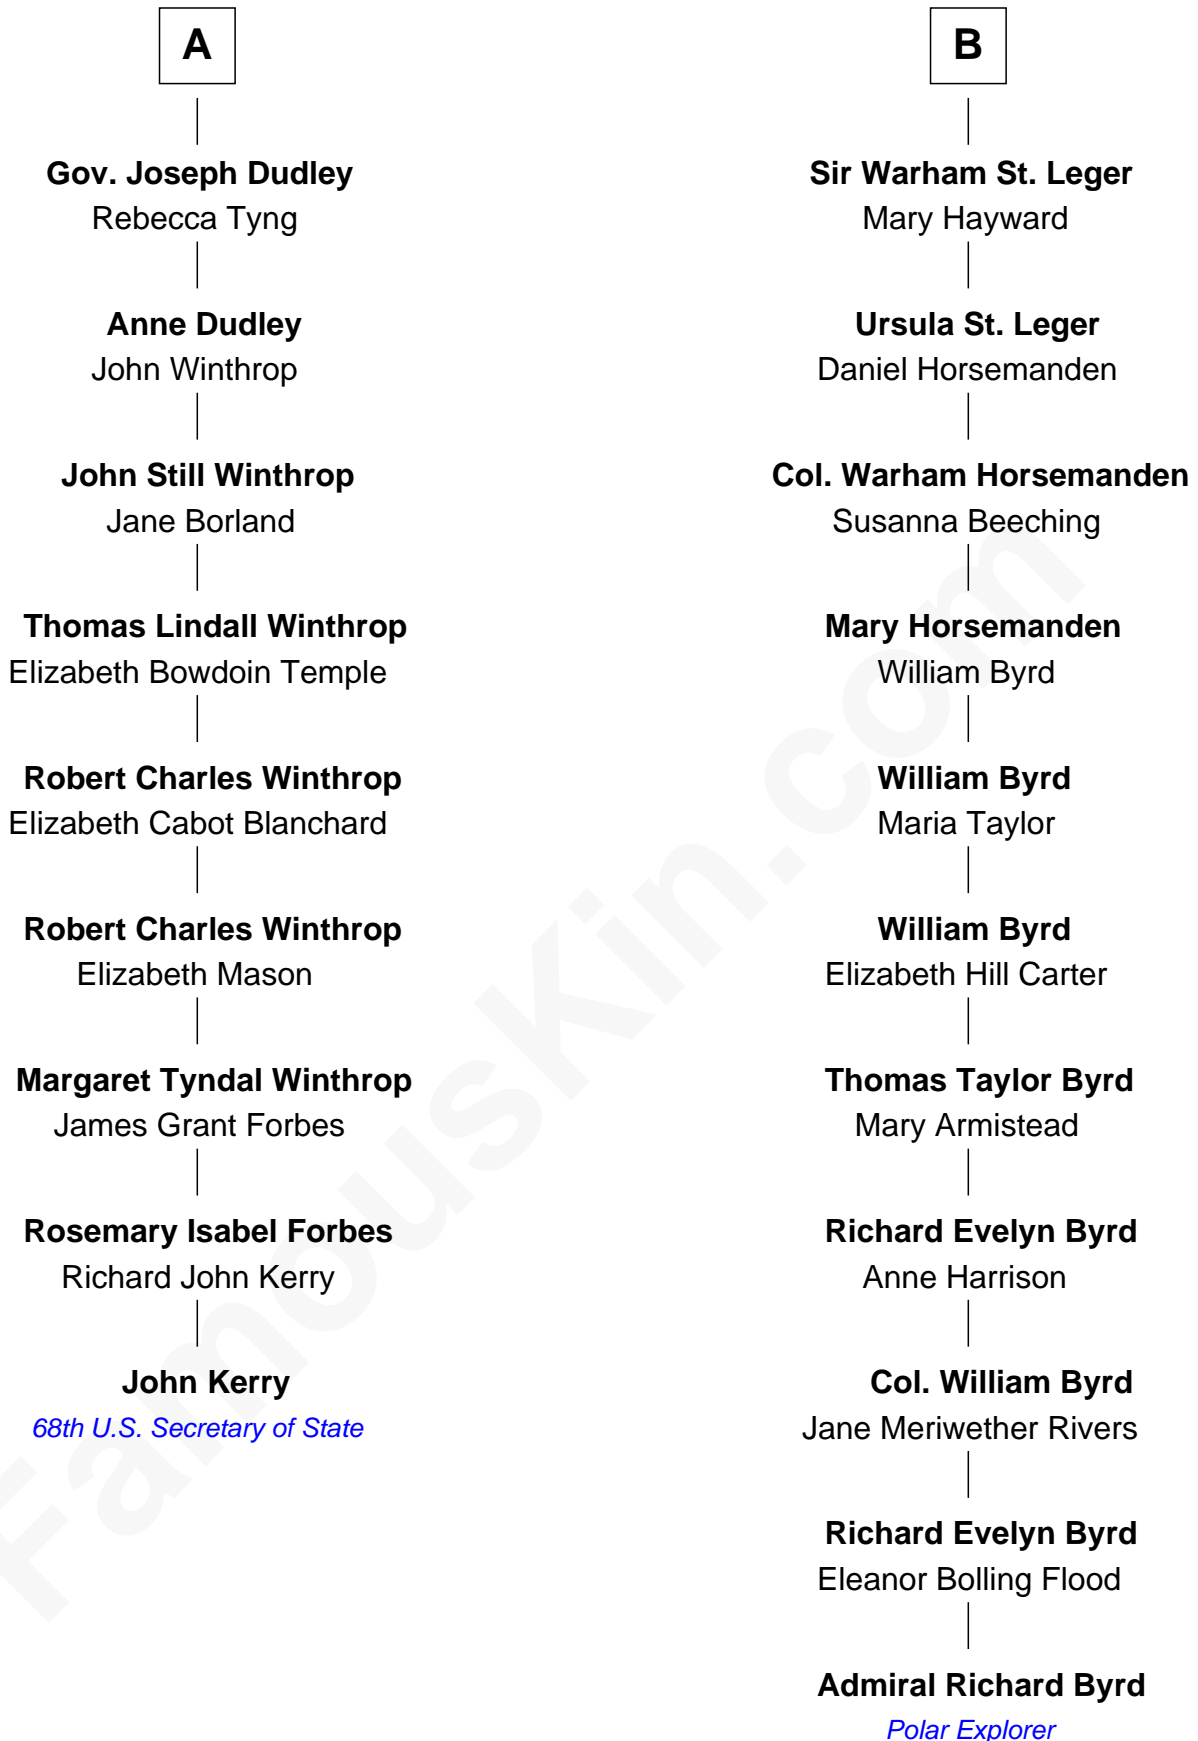 A
Gov. Joseph Dudley
Rebecca Tyng
Anne Dudley
John Winthrop
John Still Winthrop
Jane Borland
Thomas Lindall Winthrop
Elizabeth Bowdoin Temple
Robert Charles Winthrop
Elizabeth Cabot Blanchard
Robert Charles Winthrop
Elizabeth Mason
Margaret Tyndal Winthrop
James Grant Forbes
Rosemary Isabel Forbes
Richard John Kerry
John Kerry
68th U.S. Secretary of State
B
Sir Warham St. Leger
Mary Hayward
Ursula St. Leger
Daniel Horsemanden
Col. Warham Horsemanden
Susanna Beeching
Mary Horsemanden
William Byrd
William Byrd
Maria Taylor
William Byrd
Elizabeth Hill Carter
Thomas Taylor Byrd
Mary Armistead
Richard Evelyn Byrd
Anne Harrison
Col. William Byrd
Jane Meriwether Rivers
Richard Evelyn Byrd
Eleanor Bolling Flood
Admiral Richard Byrd
Polar Explorer
FamousKin.com